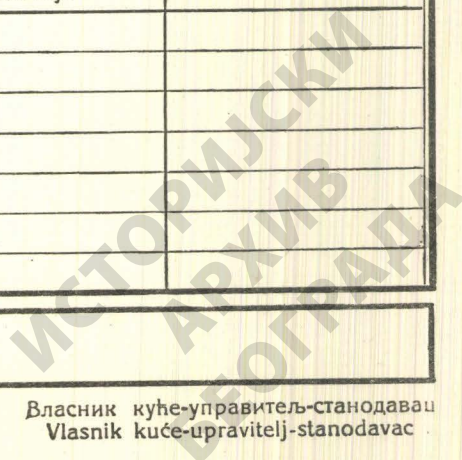 ИСТОРИЈСКИ
АРХИВ
БЕОГРАДА
Власник куће-управитељ-станодавац
Vlasnik kuće-upravitelj-stanodavac